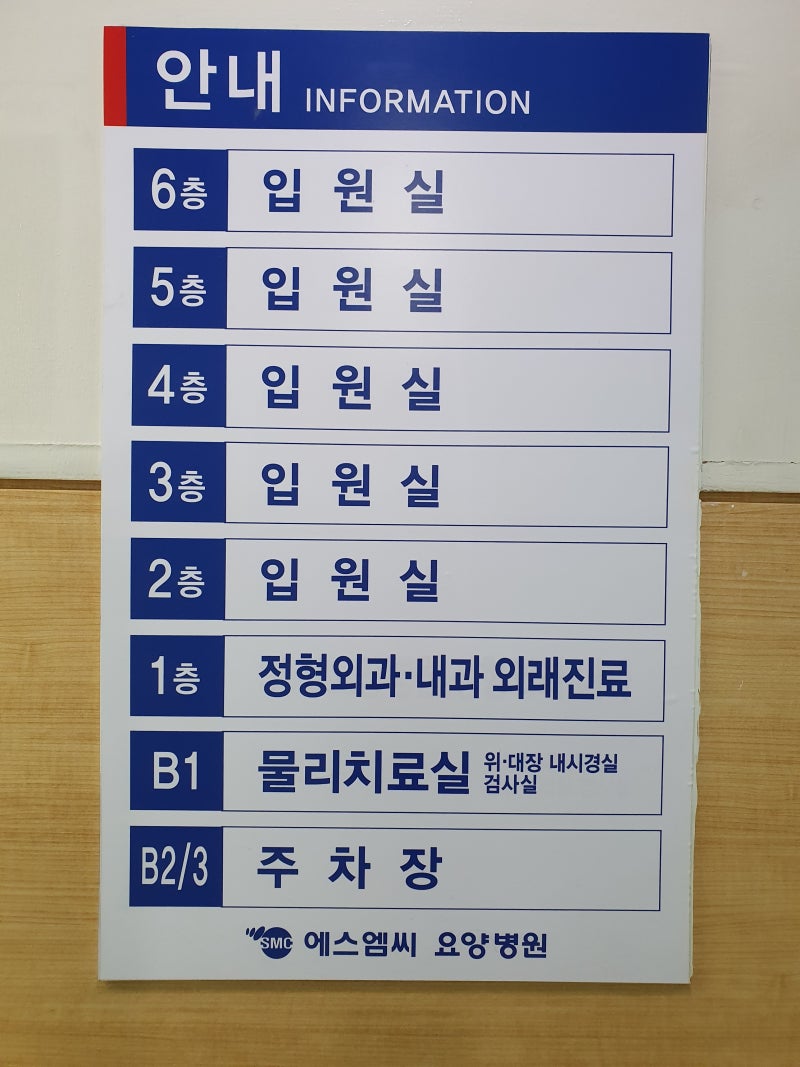 안내 INFORMATION
6층 입 원 실
5층 입 원 실
4층 입 원 실
3층 입 원 실
2층 입 원 실
1층 정형외과·내과 외래진료
B1 물리치료실 위·대장 내시경실
검사실
B2/3 주 차 장
SMC 에스엠씨 요양병원